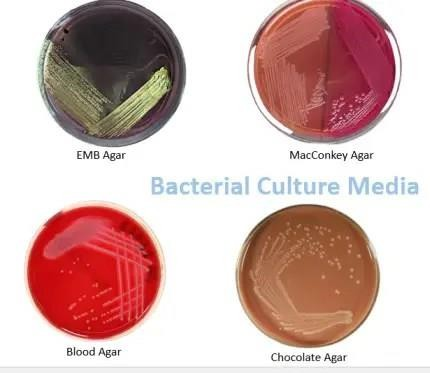 EMB Agar
MacConkey Agar
Bacterial Culture Media
Blood Agar
Chocolate Agar